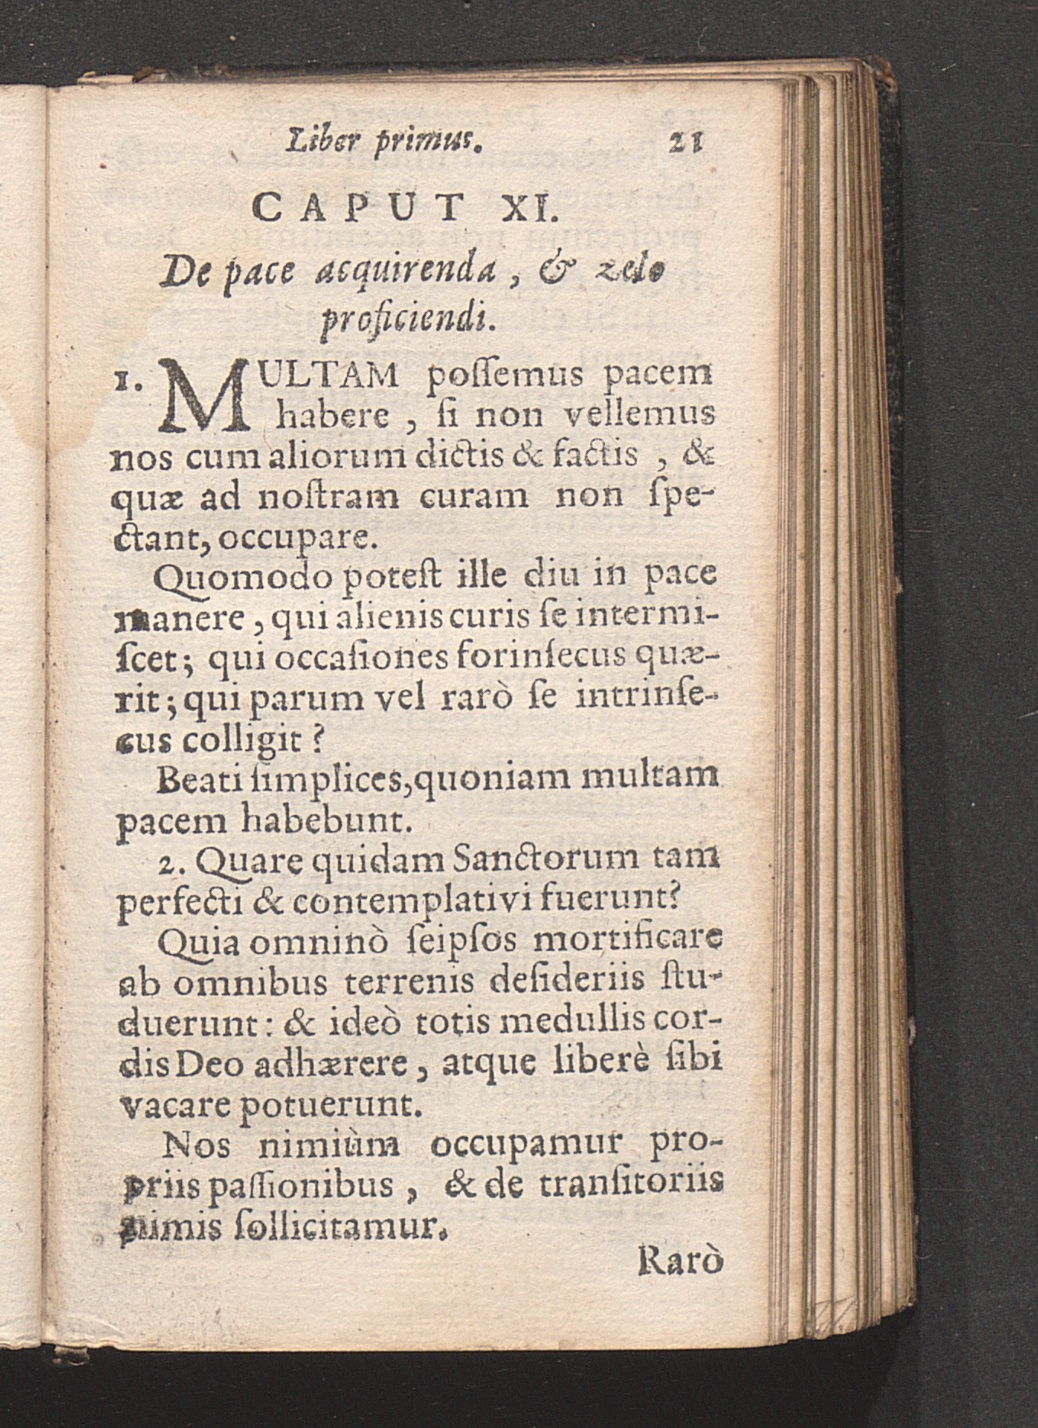 Liber primus. 21
CAPUT XI.
De pace acquirenda, & zelo
proficiendi.
1. MULTAM poſſemus pacem
habere, ſi non vellemus
nos cum aliorum dictis & factis, &
quæ ad noſtram curam non ſpe-
ctant, occupare.
Quomodo poteſt ille diu in pace
manere, qui alienis curis ſe intermi-
ſcet; qui occaſiones forinſecus quæ-
rit; qui parum vel rarò ſe intrinſe-
cus colligit?
Beati ſimplices, quoniam multam
pacem habebunt.
2. Quare quidam Sanctorum tam
perfecti & contemplativi fuerunt?
Quia omninò ſeipſos mortificare
ab omnibus terrenis deſideriis ſtu-
duerunt: & ideò totis medullis cor-
dis Deo adhærere, atque liberè ſibi
vacare potuerunt.
Nos nimiùm occupamur pro-
priis paſſionibus, & de tranſitoriis
nimis ſollicitamur.
Rarò